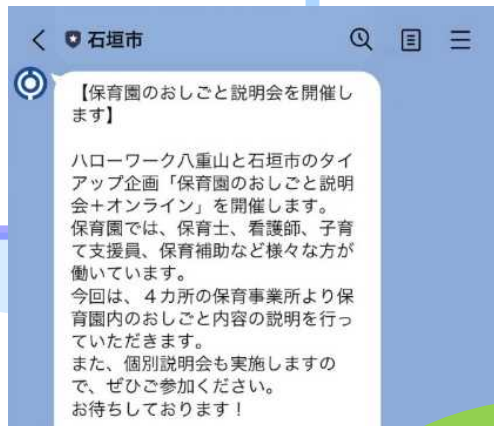 石垣市
【保育園のおしごと説明会を開催し
ます】
ハローワーク八重山と石垣市のタイ
アップ企画「保育園のおしごと説明
会＋オンライン」を開催します。
保育園では、保育士、看護師、子育
て支援員、保育補助など様々な方が
働いています。
今回は、４カ所の保育事業所より保
育園内のおしごと内容の説明を行っ
ていただきます。
また、個別説明会も実施しますの
で、ぜひご参加ください。
お待ちしております！